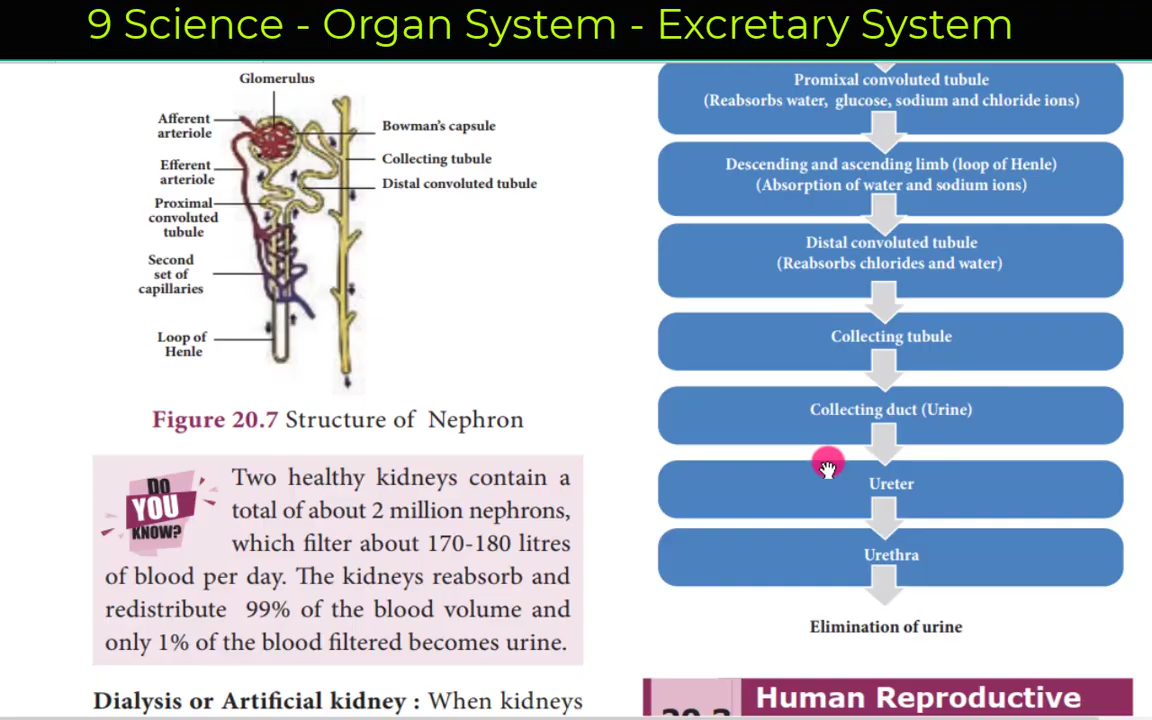 9 Science - Organ System - Excretary System
Glomerulus
Afferent
arteriole
Efferent
arteriole
Proximal
convoluted
tubule
Second
set of
capillaries
Loop of
Henle
Bowman's capsule
Collecting tubule
Distal convoluted tubule
Figure 20.7 Structure of Nephron
DO
YOU
KNOW?
Two healthy kidneys contain a
total of about 2 million nephrons,
which filter about 170-180 litres
of blood per day. The kidneys reabsorb and
redistribute 99% of the blood volume and
only 1% of the blood filtered becomes urine.
Dialysis or Artificial kidney : When kidneys
Promixal convoluted tubule
(Reabsorbs water, glucose, sodium and chloride ions)
Descending and ascending limb (loop of Henle)
(Absorption of water and sodium ions)
Distal convoluted tubule
(Reabsorbs chlorides and water)
Collecting tubule
Collecting duct (Urine)
Ureter
Urethra
Elimination of urine
Human Reproductive